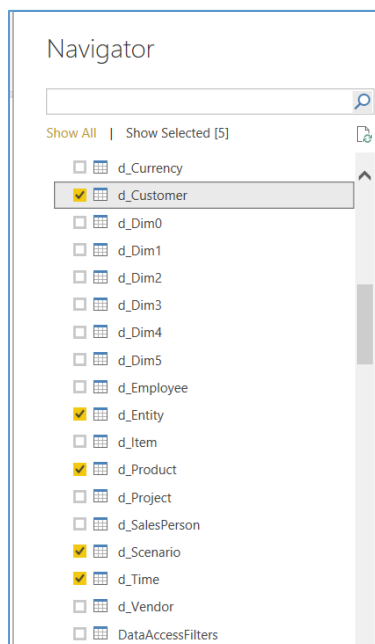 Navigator
Show All | Show Selected [5]
d_Currency
d_Customer
d_Dim0
d_Dim1
d_Dim2
d_Dim3
d_Dim4
d_Dim5
d_Employee
d_Entity
d_Item
d_Product
d_Project
d_SalesPerson
d_Scenario
d_Time
d_Vendor
DataAccessFilters